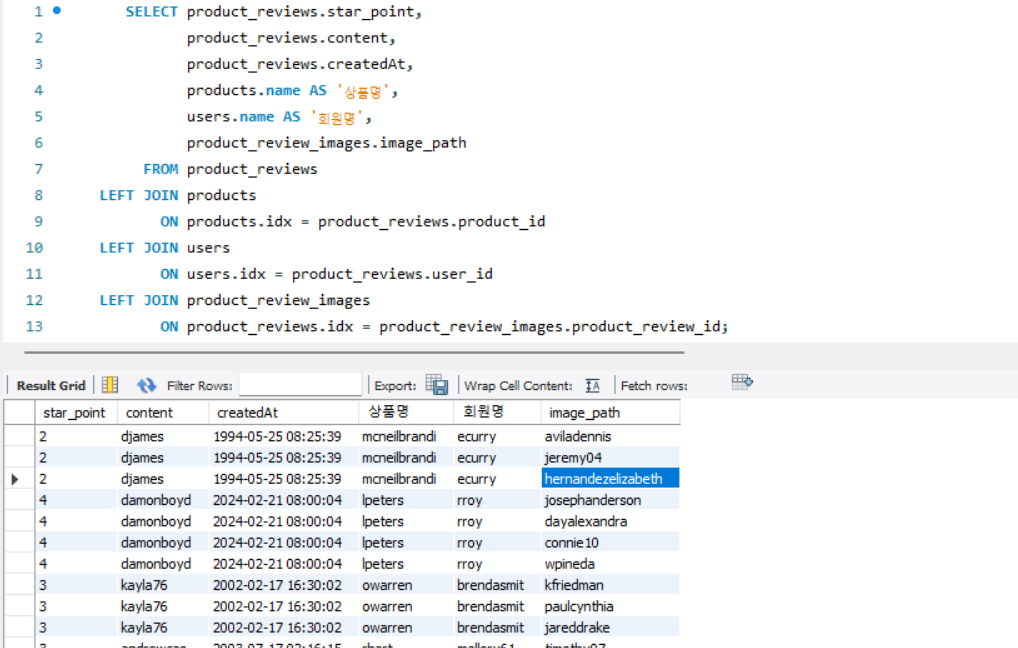 1 SELECT product_reviews.star_point,
2 product_reviews.content,
3 product_reviews.createdAt,
4 products.name AS '상품명',
5 users.name AS '회원명',
6 product_review_images.image_path
7 FROM product_reviews
8 LEFT JOIN products
9 ON products.idx = product_reviews.product_id
10 LEFT JOIN users
11 ON users.idx = product_reviews.user_id
12 LEFT JOIN product_review_images
13 ON product_reviews.idx = product_review_images.product_review_id;
Result Grid Filter Rows: Export: Wrap Cell Content: IA Fetch rows:
star_point content createdAt 상품명 회원명 image_path
2 djames 1994-05-25 08:25:39 mcneilbrandi ecurry aviladennis
2 djames 1994-05-25 08:25:39 mcneilbrandi ecurry jeremy04
2 djames 1994-05-25 08:25:39 mcneilbrandi ecurry hernandezelizabeth
4 damonboyd 2024-02-21 08:00:04 lpeters rroy josephanderson
4 damonboyd 2024-02-21 08:00:04 lpeters rroy dayalexandra
4 damonboyd 2024-02-21 08:00:04 lpeters rroy connie10
4 damonboyd 2024-02-21 08:00:04 lpeters rroy wpineda
3 kayla76 2002-02-17 16:30:02 owarren brendasmit kfriedman
3 kayla76 2002-02-17 16:30:02 owarren brendasmit paulcynthia
3 kayla76 2002-02-17 16:30:02 owarren brendasmit jareddrake